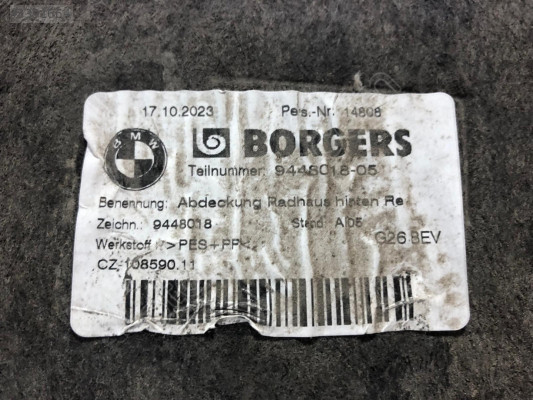 17.10.2023 Pers.-Nr: 14808
BMW
BORGERS
Teilnummer: 9448018-05
Benennung: Abdeckung Radhaus hinten Re
Zeichn.: 9448018 Stand: AI05
Werkstoff: >PES+PP<
G26 BEV
CZ-108590.11